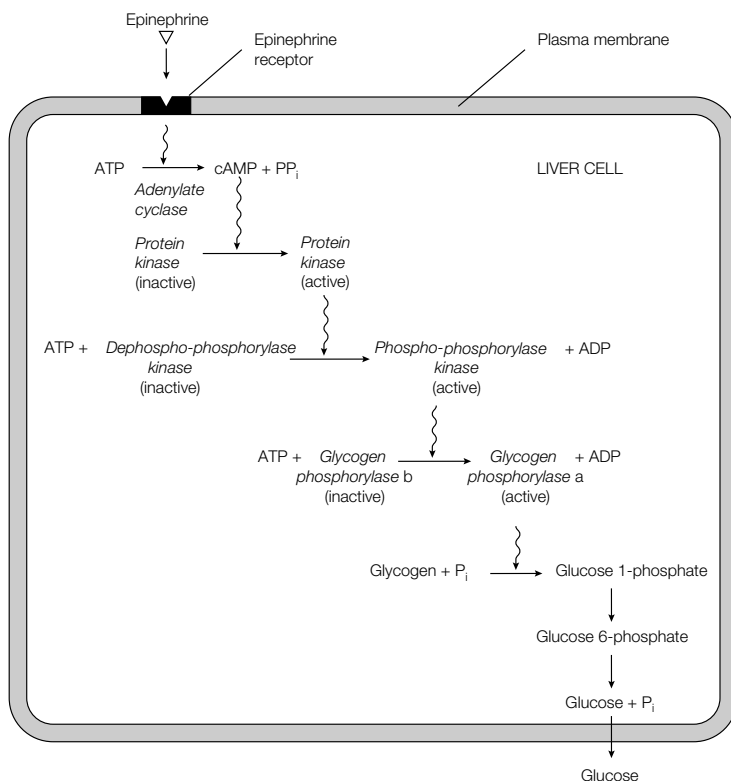 Epinephrine
Epinephrine
receptor
Plasma membrane
ATP
cAMP + PPi
LIVER CELL
Adenylate
cyclase
Protein
kinase
(inactive)
Protein
kinase
(active)
ATP +
Dephospho-phosphorylase
kinase
(inactive)
Phospho-phosphorylase
kinase
(active)
+ ADP
ATP +
Glycogen
phosphorylase b
(inactive)
Glycogen
phosphorylase a
(active)
+ ADP
Glycogen + Pi
Glucose 1-phosphate
Glucose 6-phosphate
Glucose + Pi
Glucose